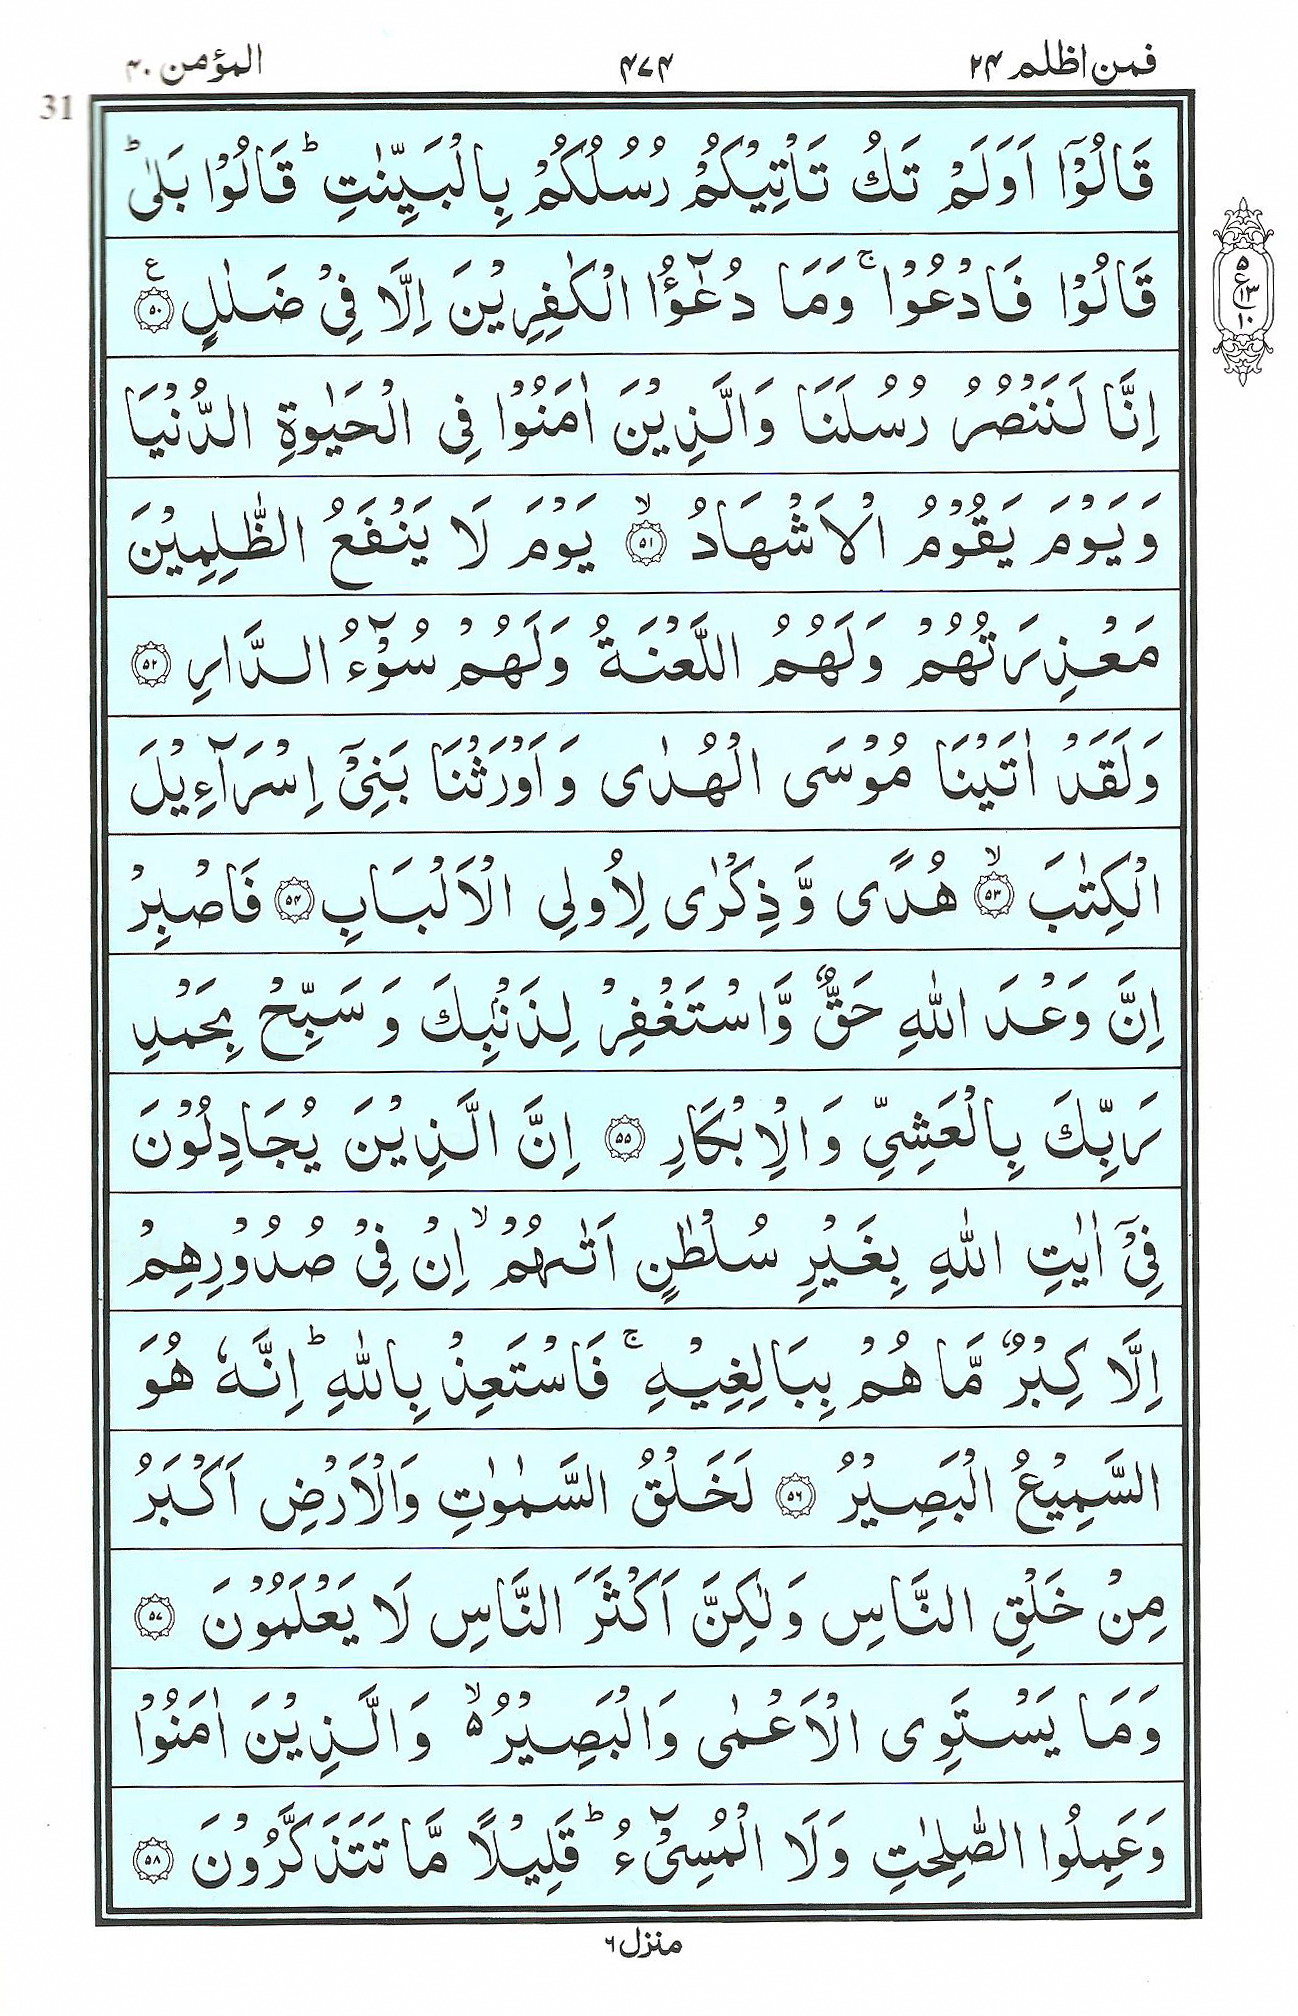 فمن اظلم ۲۴ ۴۷۴ المؤمن ۴۰
31
قَالُوْۤا اَوَلَمْ تَكُ تَاْتِيْكُمْ رُسُلُكُمْ بِالْبَيِّنٰتِ ؕ قَالُوْا بَلٰى ؕ
قَالُوْا فَادْعُوْا ۚ وَمَا دُعٰٓؤُا الْكٰفِرِيْنَ اِلَّا فِيْ ضَلٰلٍ ۵۰ ع
إِنَّا لَنَنْصُرُ رُسُلَنَا وَالَّذِيْنَ اٰمَنُوْا فِى الْحَيٰوةِ الدُّنْيَا
وَيَوْمَ يَقُوْمُ الْاَشْهَادُ ۵۱ ۙ يَوْمَ لَا يَنْفَعُ الظّٰلِمِيْنَ
مَعْذِرَتُهُمْ وَلَهُمُ اللَّعْنَةُ وَلَهُمْ سُوْٓءُ الدَّارِ ۵۲
وَلَقَدْ اٰتَيْنَا مُوْسَى الْهُدٰى وَاَوْرَثْنَا بَنِيْۤ اِسْرَآءِيْلَ
الْكِتٰبَ ۵۳ ۙ هُدًى وَّذِكْرٰى لِاُولِى الْاَلْبَابِ ۵۴ فَاصْبِرْ
اِنَّ وَعْدَ اللّٰهِ حَقٌّ وَّاسْتَغْفِرْ لِذَنْۢبِكَ وَسَبِّحْ بِحَمْدِ
رَبِّكَ بِالْعَشِيِّ وَالْاِبْكَارِ ۵۵ اِنَّ الَّذِيْنَ يُجَادِلُوْنَ
فِيْۤ اٰيٰتِ اللّٰهِ بِغَيْرِ سُلْطٰنٍ اَتٰىهُمْ ۙ اِنْ فِيْ صُدُوْرِهِمْ
اِلَّا كِبْرٌ مَّا هُمْ بِبَالِغِيْهِ ۚ فَاسْتَعِذْ بِاللّٰهِ ؕ اِنَّهٗ هُوَ
السَّمِيْعُ الْبَصِيْرُ ۵۶ لَخَلْقُ السَّمٰوٰتِ وَالْاَرْضِ اَكْبَرُ
مِنْ خَلْقِ النَّاسِ وَلٰكِنَّ اَكْثَرَ النَّاسِ لَا يَعْلَمُوْنَ ۵۷
وَمَا يَسْتَوِى الْاَعْمٰى وَالْبَصِيْرُ ۵ ۙ وَالَّذِيْنَ اٰمَنُوْا
وَعَمِلُوا الصّٰلِحٰتِ وَلَا الْمُسِيْٓءُ ؕ قَلِيْلًا مَّا تَتَذَكَّرُوْنَ ۵۸
۵
ع
۱۳
۱۰
منزل ۶